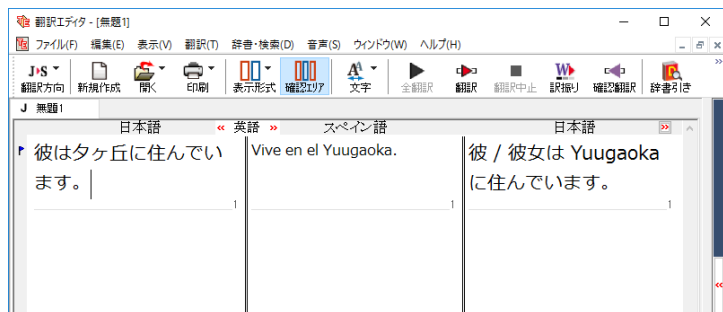 翻訳エディタ - [無題1]
ファイル(F) 編集(E) 表示(V) 翻訳(T) 辞書・検索(D) 音声(S) ウィンドウ(W) ヘルプ(H)
J▸S
翻訳方向 新規作成 開く 印刷 表示形式 確認エリア 文字 全翻訳 翻訳 翻訳中止 訳振り 確認翻訳 辞書引き
J 無題1
日本語 « 英語 » スペイン語 日本語 »
彼は夕ヶ丘に住んでい
ます。
1
Vive en el Yuugaoka.
1
彼 / 彼女は Yuugaoka
に住んでいます。
1